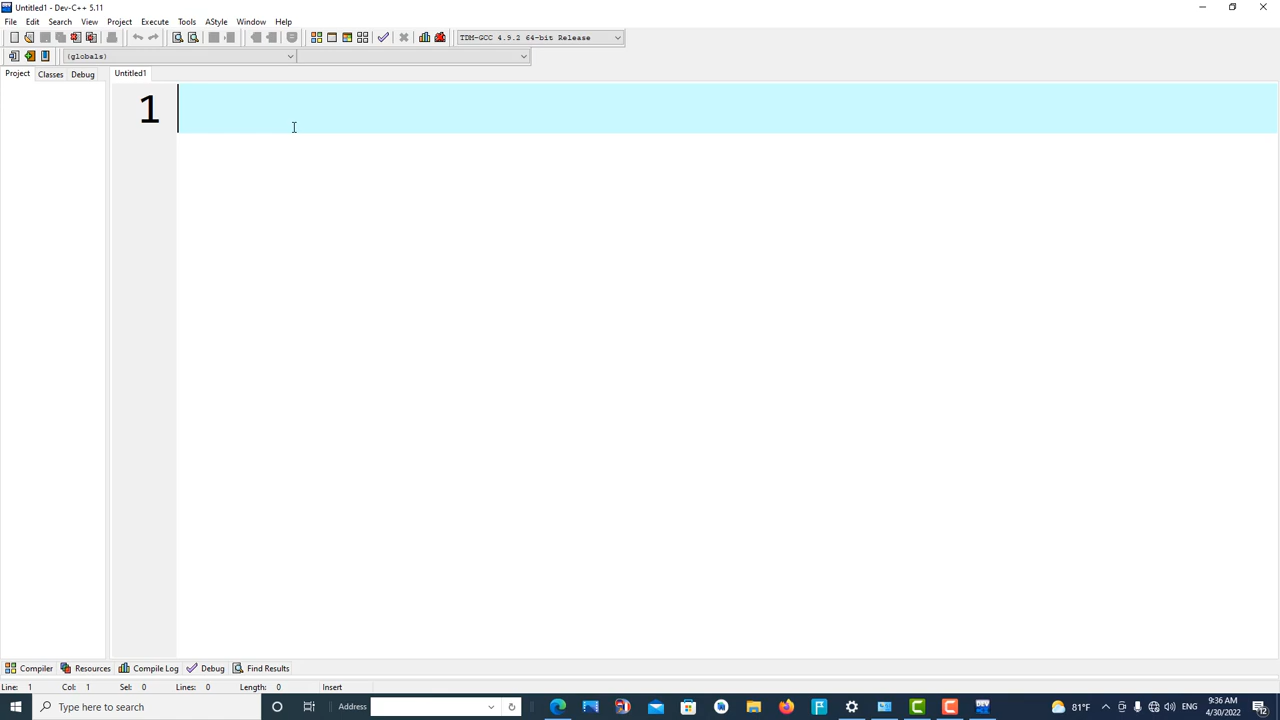 Untitled1 - Dev-C++ 5.11
File Edit Search View Project Execute Tools AStyle Window Help
TDM-GCC 4.9.2 64-bit Release
(globals)
Project Classes Debug Untitled1
1
Compiler Resources Compile Log Debug Find Results
Line: 1 Col: 1 Sel: 0 Lines: 0 Length: 0 Insert
Type here to search Address 81°F ENG 9:36 AM
4/30/2022